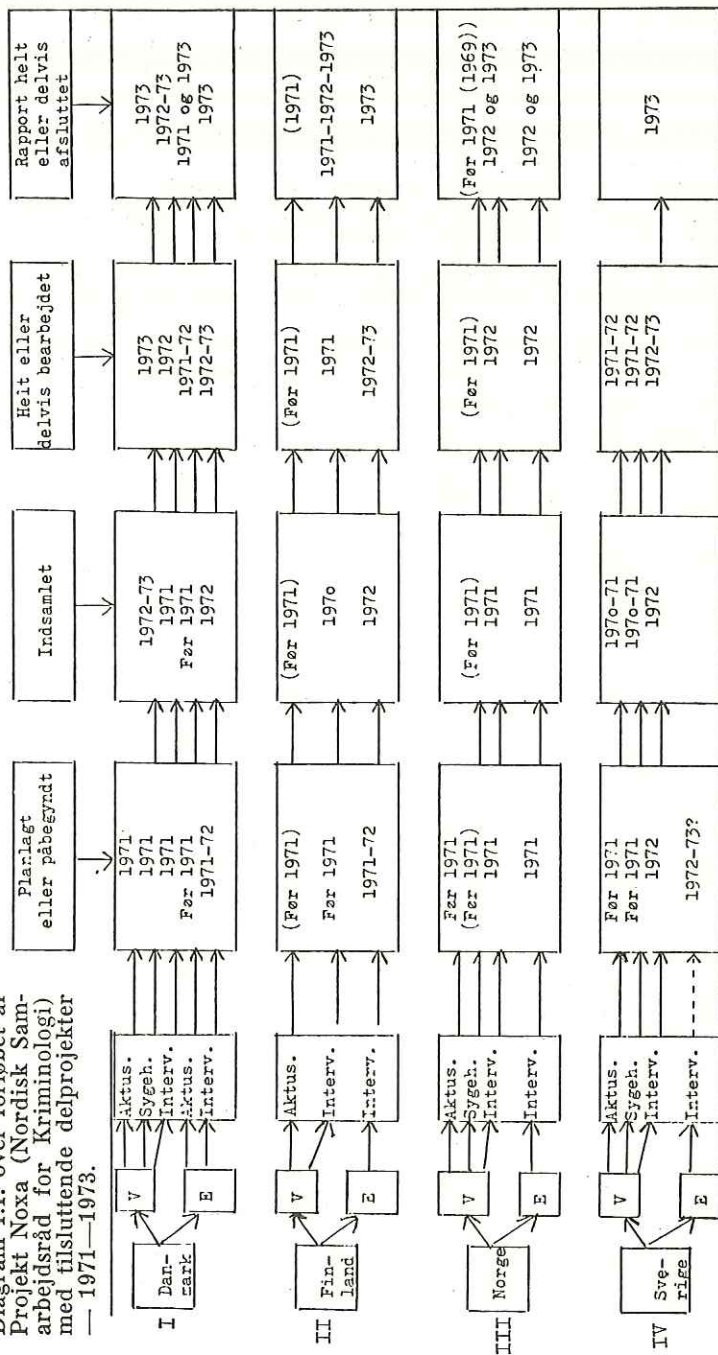 Diagram 1.1. over forløbet af
Projekt Noxa (Nordisk Sam-
arbejdsråd for Kriminologi)
med tilsluttende delprojekter
— 1971—1973.
Planlagt
eller påbegyndt
Indsamlet
Helt eller
delvis bearbejdet
Rapport helt
eller delvis
afsluttet
I
Dan-
mark
V
E
Aktus.
Sygeh.
Interv.
Aktus.
Interv.
1971
1971
1971
Før 1971
1971-72
1972-73
1971
Før 1971
1972
1973
1972
1971-72
1972-73
1973
1972-73
1971 og 1973
1973
II
Fin-
land
V
E
Aktus.
Interv.
Interv.
(Før 1971)
Før 1971
1971-72
(Før 1971)
1970
1972
(Før 1971)
1971
1972-73
(1971)
1971-1972-1973
1973
III
Norge
V
E
Aktus.
Sygeh.
Interv.
Interv.
Før 1971
(Før 1971)
1971
1971
(Før 1971)
1971
1971
(Før 1971)
1972
1972
(Før 1971 (1969))
1972 og 1973
1972 og 1973
IV
Sve-
rige
V
E
Aktus.
Sygeh.
Interv.
Interv.
Før 1971
Før 1971
1972
1972-73?
1970-71
1970-71
1972
1971-72
1971-72
1972-73
1973